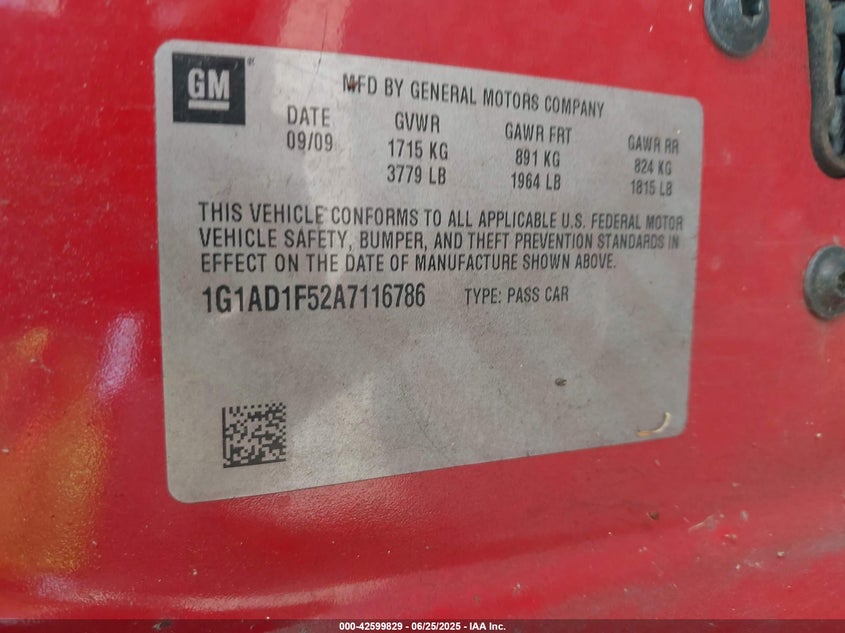 GM
MFD BY GENERAL MOTORS COMPANY
DATE GVWR GAWR FRT GAWR RR
09/09 1715 KG 891 KG 824 KG
3779 LB 1964 LB 1815 LB
THIS VEHICLE CONFORMS TO ALL APPLICABLE U.S. FEDERAL MOTOR
VEHICLE SAFETY, BUMPER, AND THEFT PREVENTION STANDARDS IN
EFFECT ON THE DATE OF MANUFACTURE SHOWN ABOVE.
1G1AD1F52A7116786 TYPE: PASS CAR
000-42599829 - 06/25/2025 - IAA Inc.